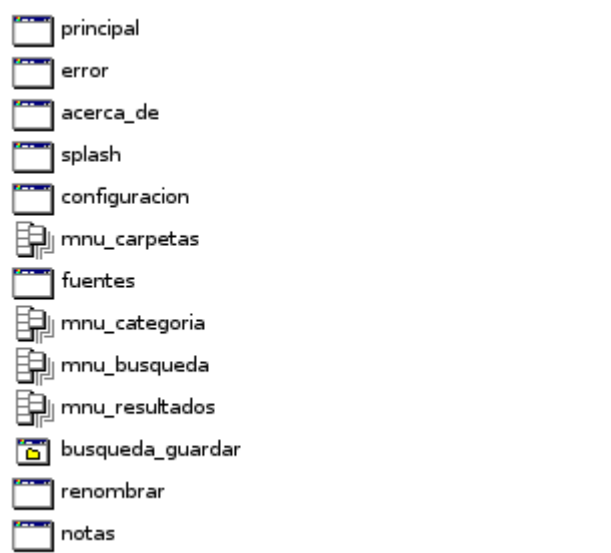 principal
error
acerca_de
splash
configuracion
mnu_carpetas
fuentes
mnu_categoria
mnu_busqueda
mnu_resultados
busqueda_guardar
renombrar
notas